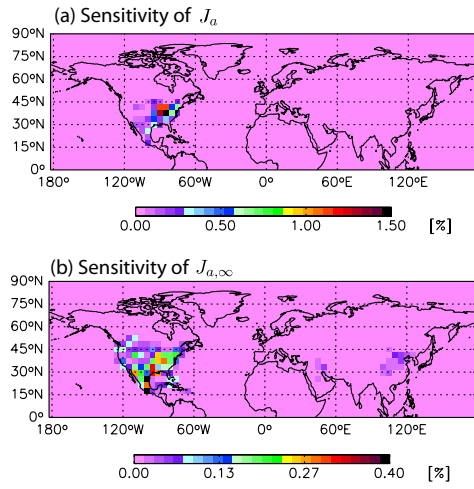 (a) Sensitivity of J_a
90°N
75°N
60°N
45°N
30°N
15°N
0°
180° 120°W 60°W 0° 60°E 120°E
0.00 0.50 1.00 1.50 [%]
(b) Sensitivity of J_{a,∞}
90°N
75°N
60°N
45°N
30°N
15°N
0°
180° 120°W 60°W 0° 60°E 120°E
0.00 0.13 0.27 0.40 [%]